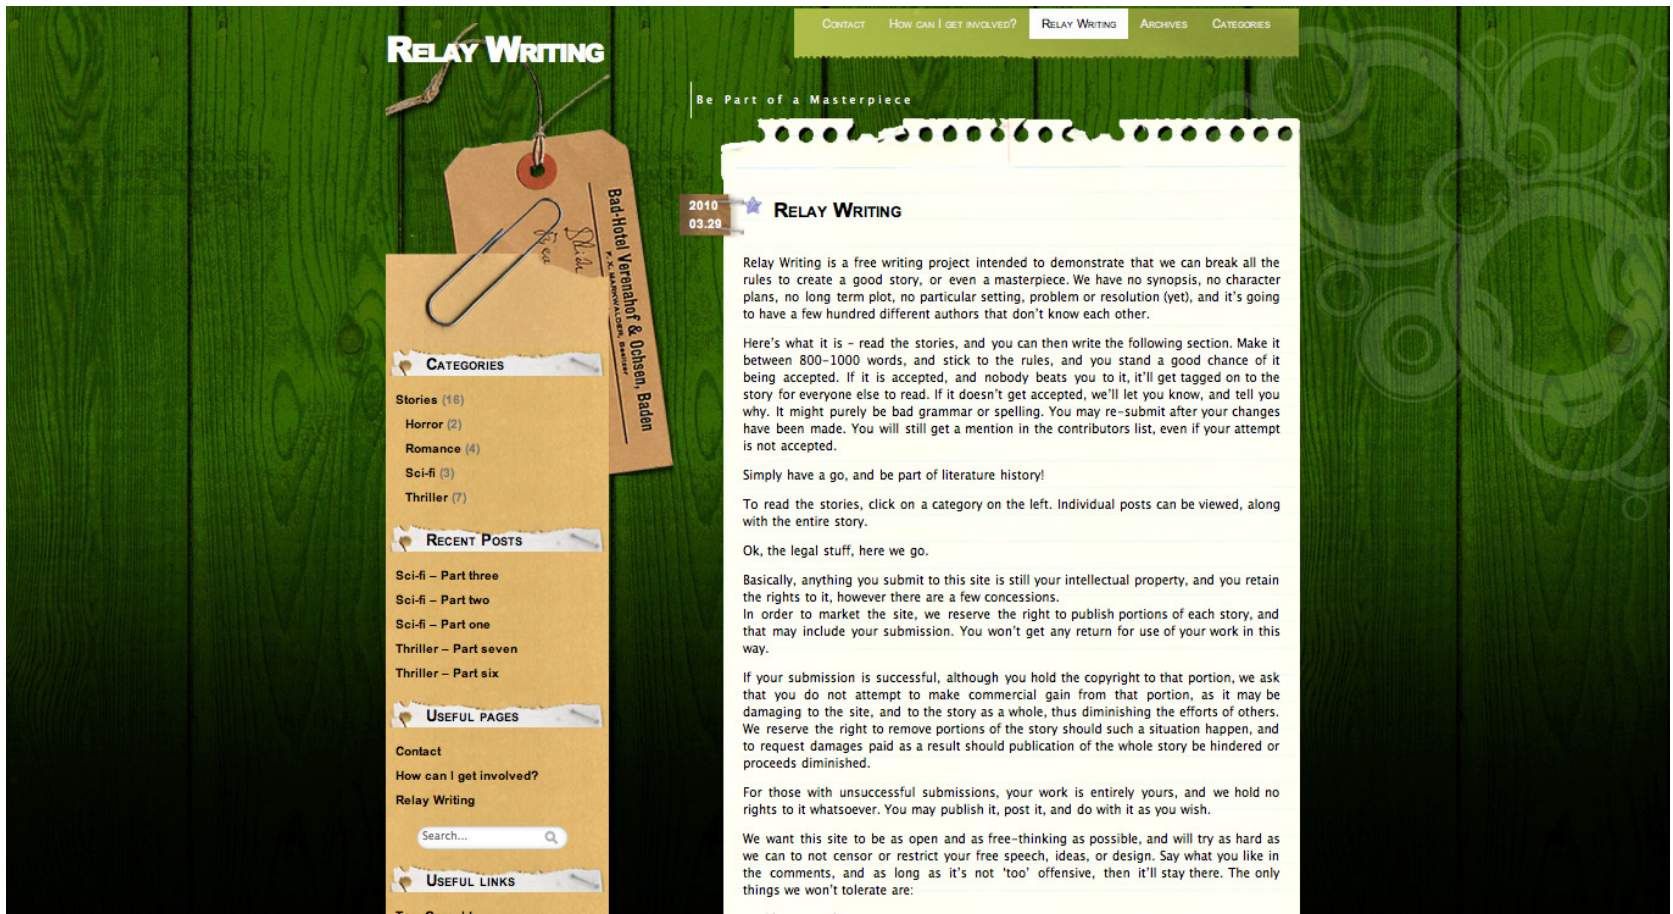 Contact How can I get involved? Relay Writing Archives Categories
Relay Writing
Be Part of a Masterpiece
Bad-Hotel Verenahof & Ochsen, Baden
F. X. MARKWALDER, Besitzer
Categories
Stories (16)
Horror (2)
Romance (4)
Sci-fi (3)
Thriller (7)
Recent Posts
Sci-fi – Part three
Sci-fi – Part two
Sci-fi – Part one
Thriller – Part seven
Thriller – Part six
Useful pages
Contact
How can I get involved?
Relay Writing
Search...
Useful links
2010
03.29
Relay Writing
Relay Writing is a free writing project intended to demonstrate that we can break all the
rules to create a good story, or even a masterpiece. We have no synopsis, no character
plans, no long term plot, no particular setting, problem or resolution (yet), and it's going
to have a few hundred different authors that don't know each other.
Here's what it is – read the stories, and you can then write the following section. Make it
between 800-1000 words, and stick to the rules, and you stand a good chance of it
being accepted. If it is accepted, and nobody beats you to it, it'll get tagged on to the
story for everyone else to read. If it doesn't get accepted, we'll let you know, and tell you
why. It might purely be bad grammar or spelling. You may re-submit after your changes
have been made. You will still get a mention in the contributors list, even if your attempt
is not accepted.
Simply have a go, and be part of literature history!
To read the stories, click on a category on the left. Individual posts can be viewed, along
with the entire story.
Ok, the legal stuff, here we go.
Basically, anything you submit to this site is still your intellectual property, and you retain
the rights to it, however there are a few concessions.
In order to market the site, we reserve the right to publish portions of each story, and
that may include your submission. You won't get any return for use of your work in this
way.
If your submission is successful, although you hold the copyright to that portion, we ask
that you do not attempt to make commercial gain from that portion, as it may be
damaging to the site, and to the story as a whole, thus diminishing the efforts of others.
We reserve the right to remove portions of the story should such a situation happen, and
to request damages paid as a result should publication of the whole story be hindered or
proceeds diminished.
For those with unsuccessful submissions, your work is entirely yours, and we hold no
rights to it whatsoever. You may publish it, post it, and do with it as you wish.
We want this site to be as open and as free-thinking as possible, and will try as hard as
we can to not censor or restrict your free speech, ideas, or design. Say what you like in
the comments, and as long as it's not 'too' offensive, then it'll stay there. The only
things we won't tolerate are: